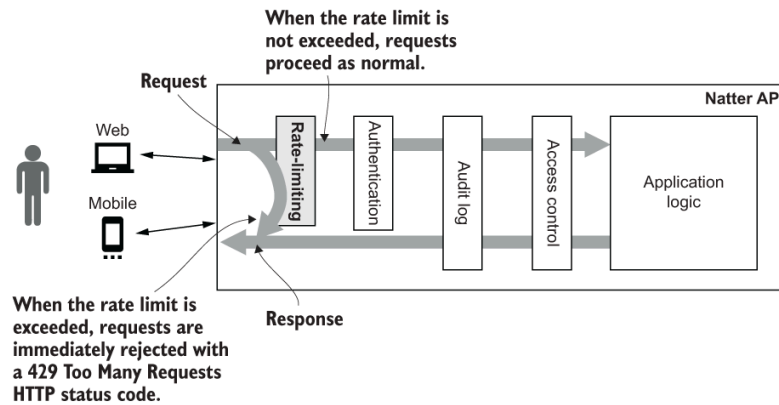 When the rate limit is
not exceeded, requests
proceed as normal.
Request
Natter AP
Web
Mobile
Rate-limiting
Authentication
Audit log
Access control
Application
logic
When the rate limit is
exceeded, requests are
immediately rejected with
a 429 Too Many Requests
HTTP status code.
Response